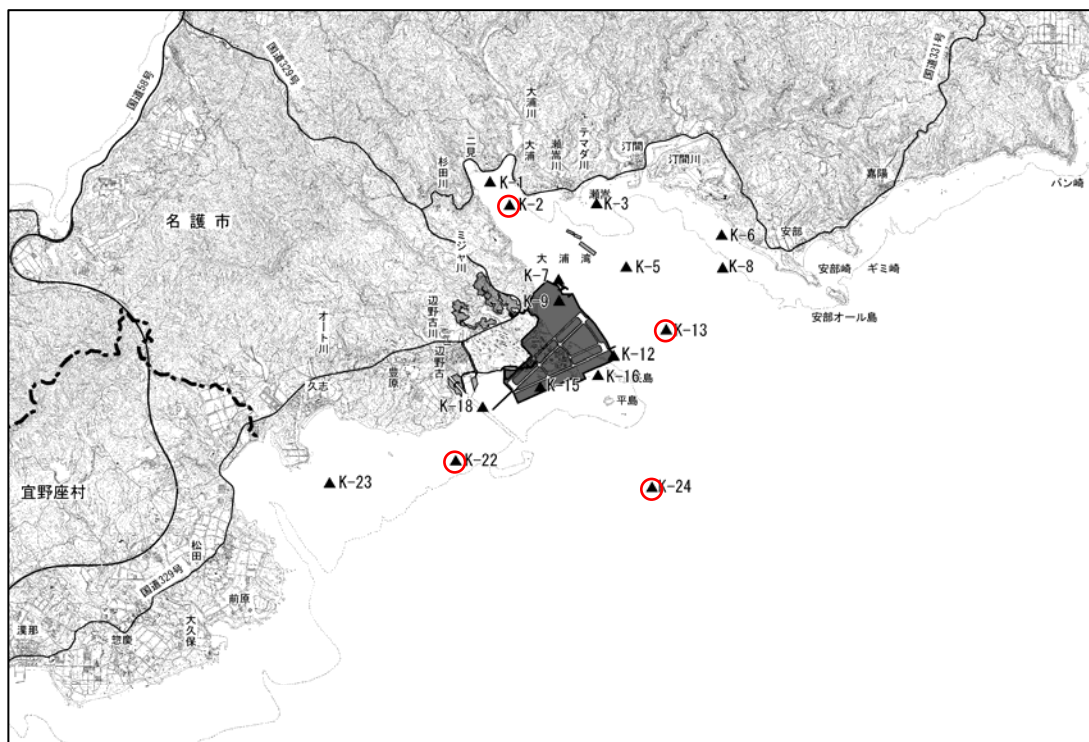 国道58号
国道329号
国道331号
大浦川
二見
大浦
瀬嵩川
テマダ川
汀間
汀間川
嘉陽
バン崎
杉田川
K-1
K-2
瀬嵩
K-3
名護市
ミジャ川
大浦湾
K-5
K-6
安部
K-7
K-8
安部崎
ギミ崎
K-9
安部オール島
辺野古川
辺野古
オート川
久志
豊原
K-13
K-12
K-15
K-16
島
平島
K-18
K-22
K-23
K-24
宜野座村
松田
国道329号
前原
大久保
惣慶
漢那